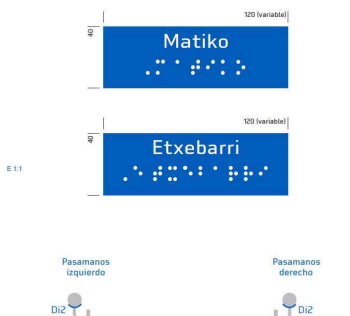 120 (variable)
40
Matiko
120 (variable)
40
Etxebarri
E 1:1
Pasamanos izquierdo
Pasamanos derecho
Di2
Di2